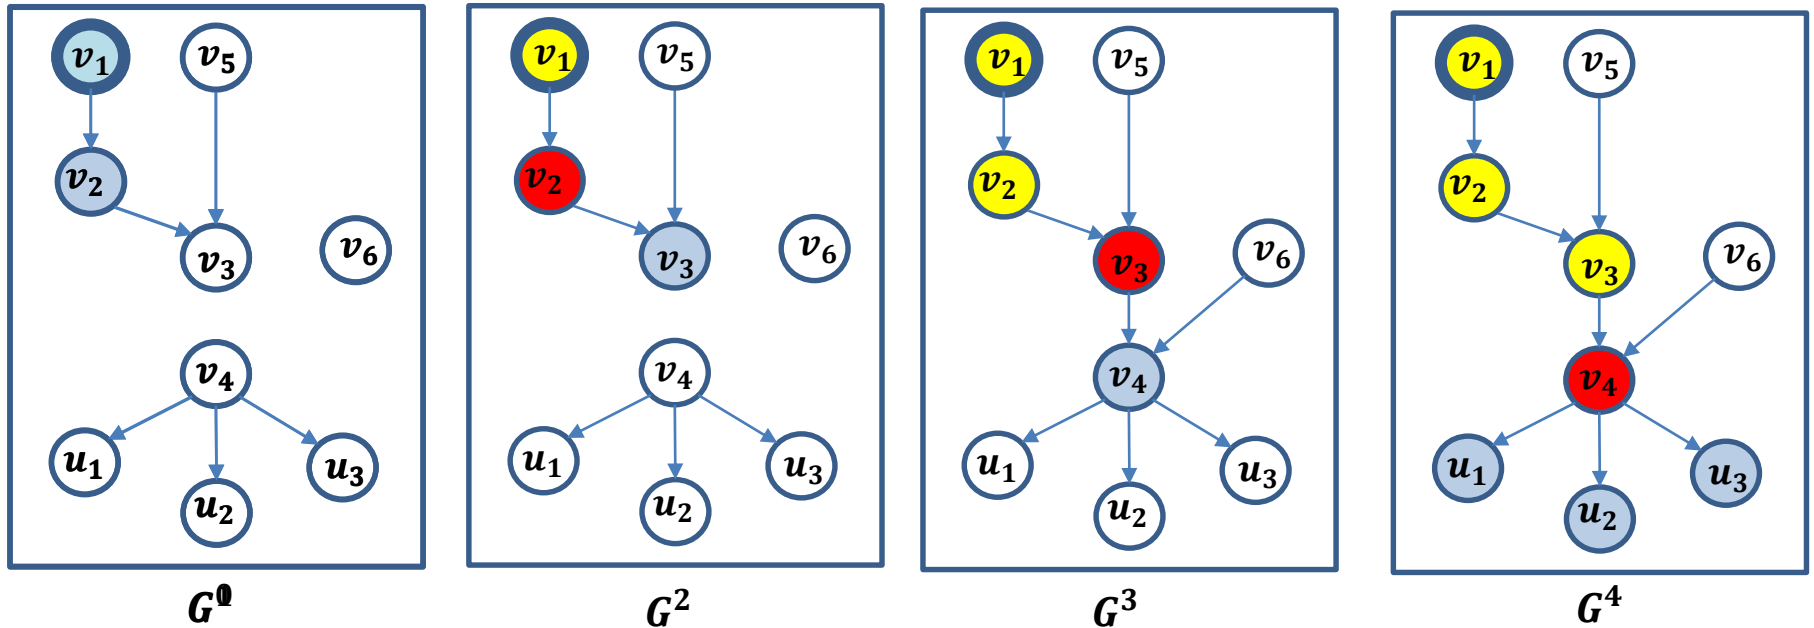 v₁ v₅
v₂
v₃ v₆
v₄
u₁ u₃
u₂
v₁ v₅
v₂
v₃ v₆
v₄
u₁ u₃
u₂
v₁ v₅
v₂
v₃ v₆
v₄
u₁ u₃
u₂
v₁ v₅
v₂
v₃ v₆
v₄
u₁ u₃
u₂
G G² G³ G⁴